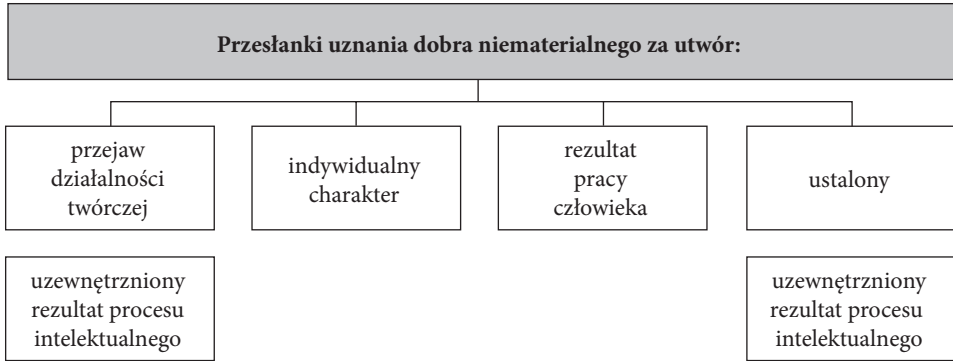 Przesłanki uznania dobra niematerialnego za utwór:
przejaw
działalności
twórczej
indywidualny
charakter
rezultat
pracy
człowieka
ustalony
uzewnętrzniony
rezultat procesu
intelektualnego
uzewnętrzniony
rezultat procesu
intelektualnego